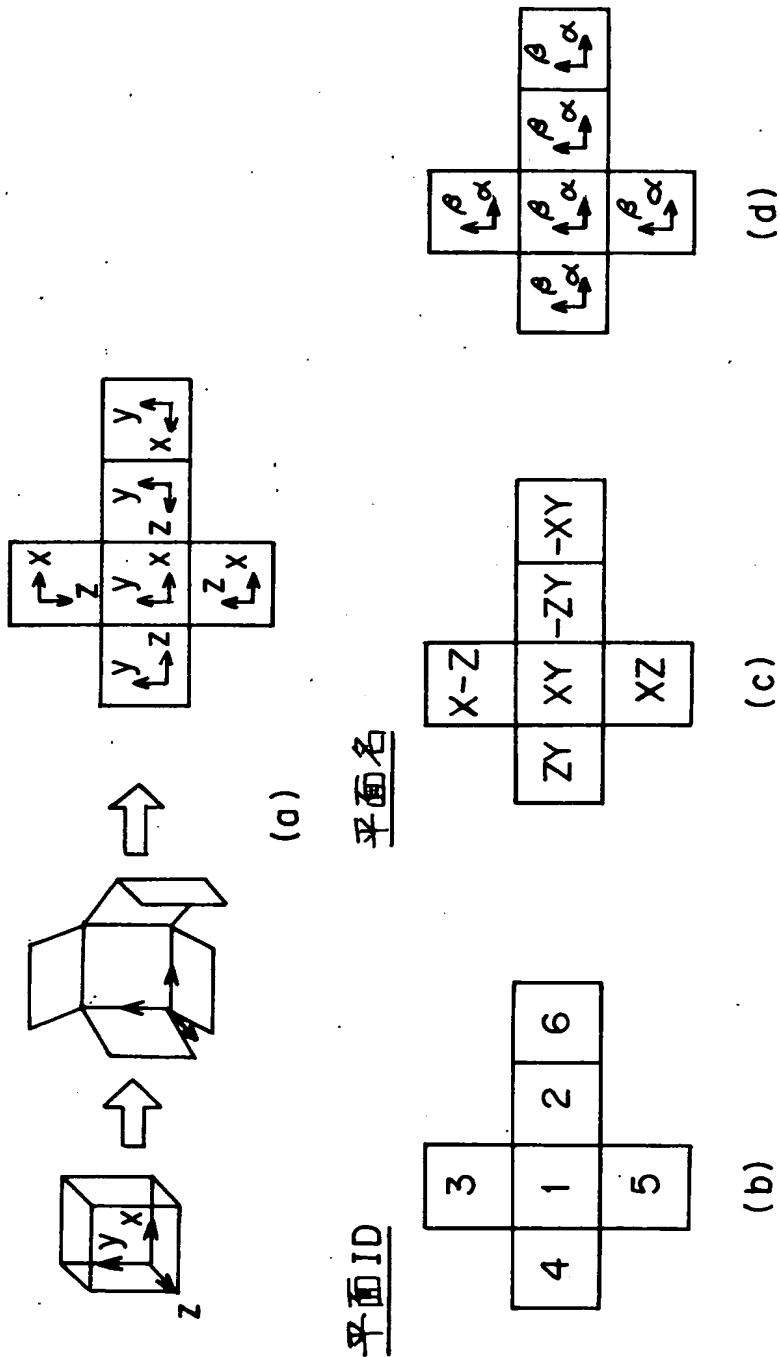 y
x
z
x
z
y z y x z y x y
z x
(a)
平面ID
3
4 1 2 6
5
(b)
平面名
X-Z
ZY XY -ZY -XY
XZ
(c)
β α
β α β α β α β α
β α
(d)